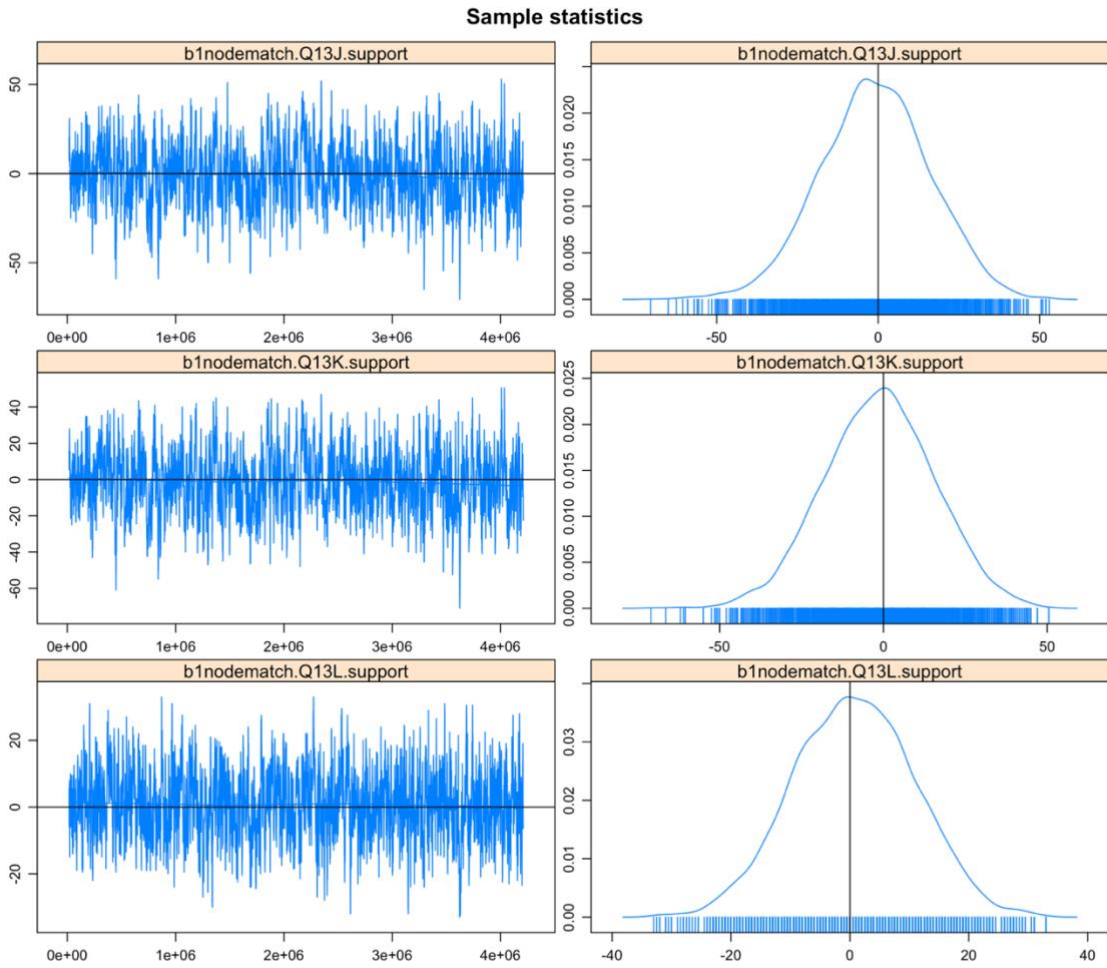 Sample statistics
b1nodematch.Q13J.support
50
0
-50
0e+00 1e+06 2e+06 3e+06 4e+06
b1nodematch.Q13J.support
0.020
0.015
0.010
0.005
0.000
-50 0 50
b1nodematch.Q13K.support
40
20
0
-20
-40
-60
0e+00 1e+06 2e+06 3e+06 4e+06
b1nodematch.Q13K.support
0.025
0.020
0.015
0.010
0.005
0.000
-50 0 50
b1nodematch.Q13L.support
20
0
-20
0e+00 1e+06 2e+06 3e+06 4e+06
b1nodematch.Q13L.support
0.03
0.02
0.01
0.00
-40 -20 0 20 40